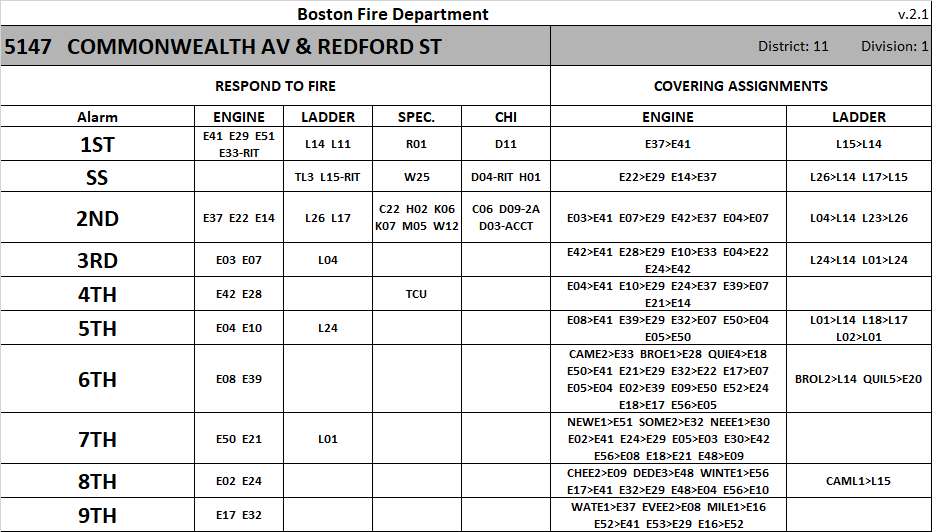 Boston Fire Department v.2.1
5147 COMMONWEALTH AV & REDFORD ST District: 11 Division: 1
RESPOND TO FIRE COVERING ASSIGNMENTS
Alarm ENGINE LADDER SPEC. CHI ENGINE LADDER
1ST E41 E29 E51 L14 L11 R01 D11 E37>E41 L15>L14
E33-RIT
SS TL3 L15-RIT W25 D04-RIT H01 E22>E29 E14>E37 L26>L14 L17>L15
2ND E37 E22 E14 L26 L17 C22 H02 K06 C06 D09-2A E03>E41 E07>E29 E42>E37 E04>E07 L04>L14 L23>L26
K07 M05 W12 D03-ACCT
3RD E03 E07 L04 E42>E41 E28>E29 E10>E33 E04>E22 L24>L14 L01>L24
E24>E42
4TH E42 E28 TCU E04>E41 E10>E29 E24>E37 E39>E07
E21>E14
5TH E04 E10 L24 E08>E41 E39>E29 E32>E07 E50>E04 L01>L14 L18>L17
E05>E50 L02>L01
6TH E08 E39 CAME2>E33 BROE1>E28 QUIE4>E18 BROL2>L14 QUIL5>E20
E50>E41 E21>E29 E32>E22 E17>E07
E05>E04 E02>E39 E09>E50 E52>E24
E18>E17 E56>E05
7TH E50 E21 L01 NEWE1>E51 SOME2>E32 NEEE1>E30
E02>E41 E24>E29 E05>E03 E30>E42
E56>E08 E18>E21 E48>E09
8TH E02 E24 CHEE2>E09 DEDE3>E48 WINTE1>E56 CAML1>L15
E17>E41 E32>E29 E48>E04 E56>E10
9TH E17 E32 WATE1>E37 EVEE2>E08 MILE1>E16
E52>E41 E53>E29 E16>E52